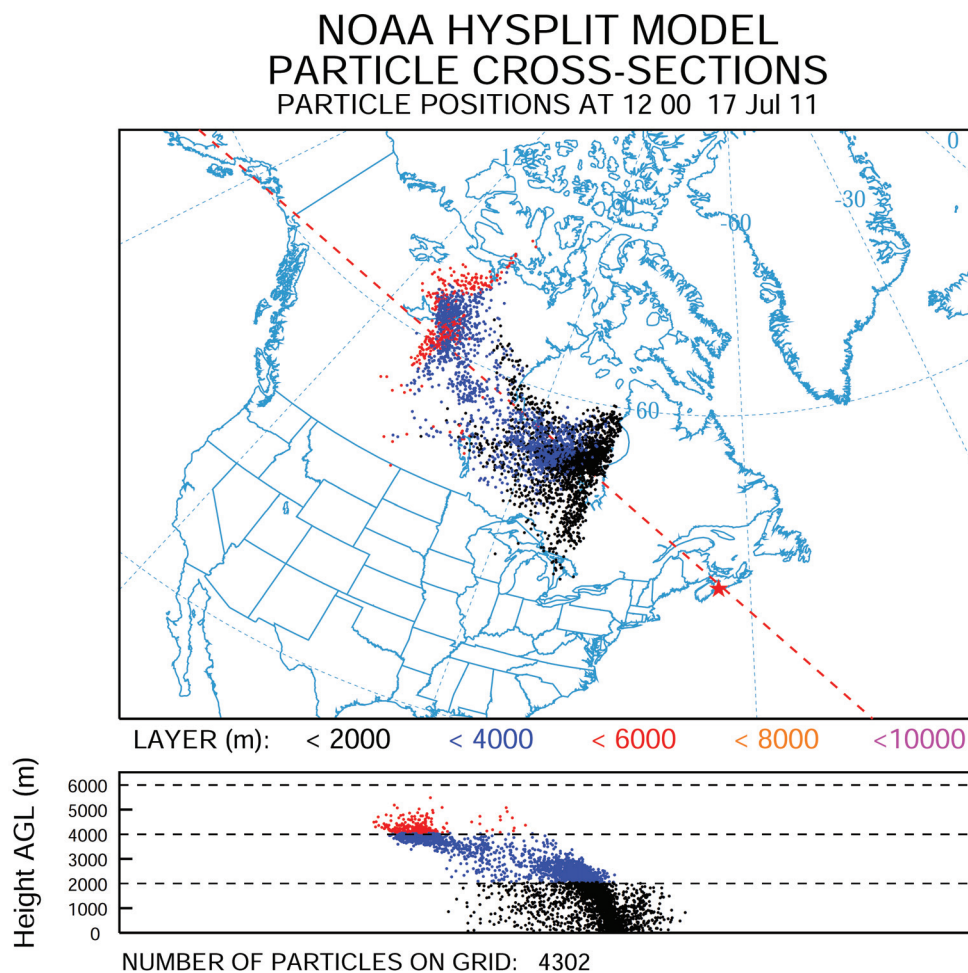 NOAA HYSPLIT MODEL
PARTICLE CROSS-SECTIONS
PARTICLE POSITIONS AT 12 00 17 Jul 11
0
-30
-60
60
LAYER (m): < 2000 < 4000 < 6000 < 8000 <10000
Height AGL (m)
6000
5000
4000
3000
2000
1000
0
NUMBER OF PARTICLES ON GRID: 4302